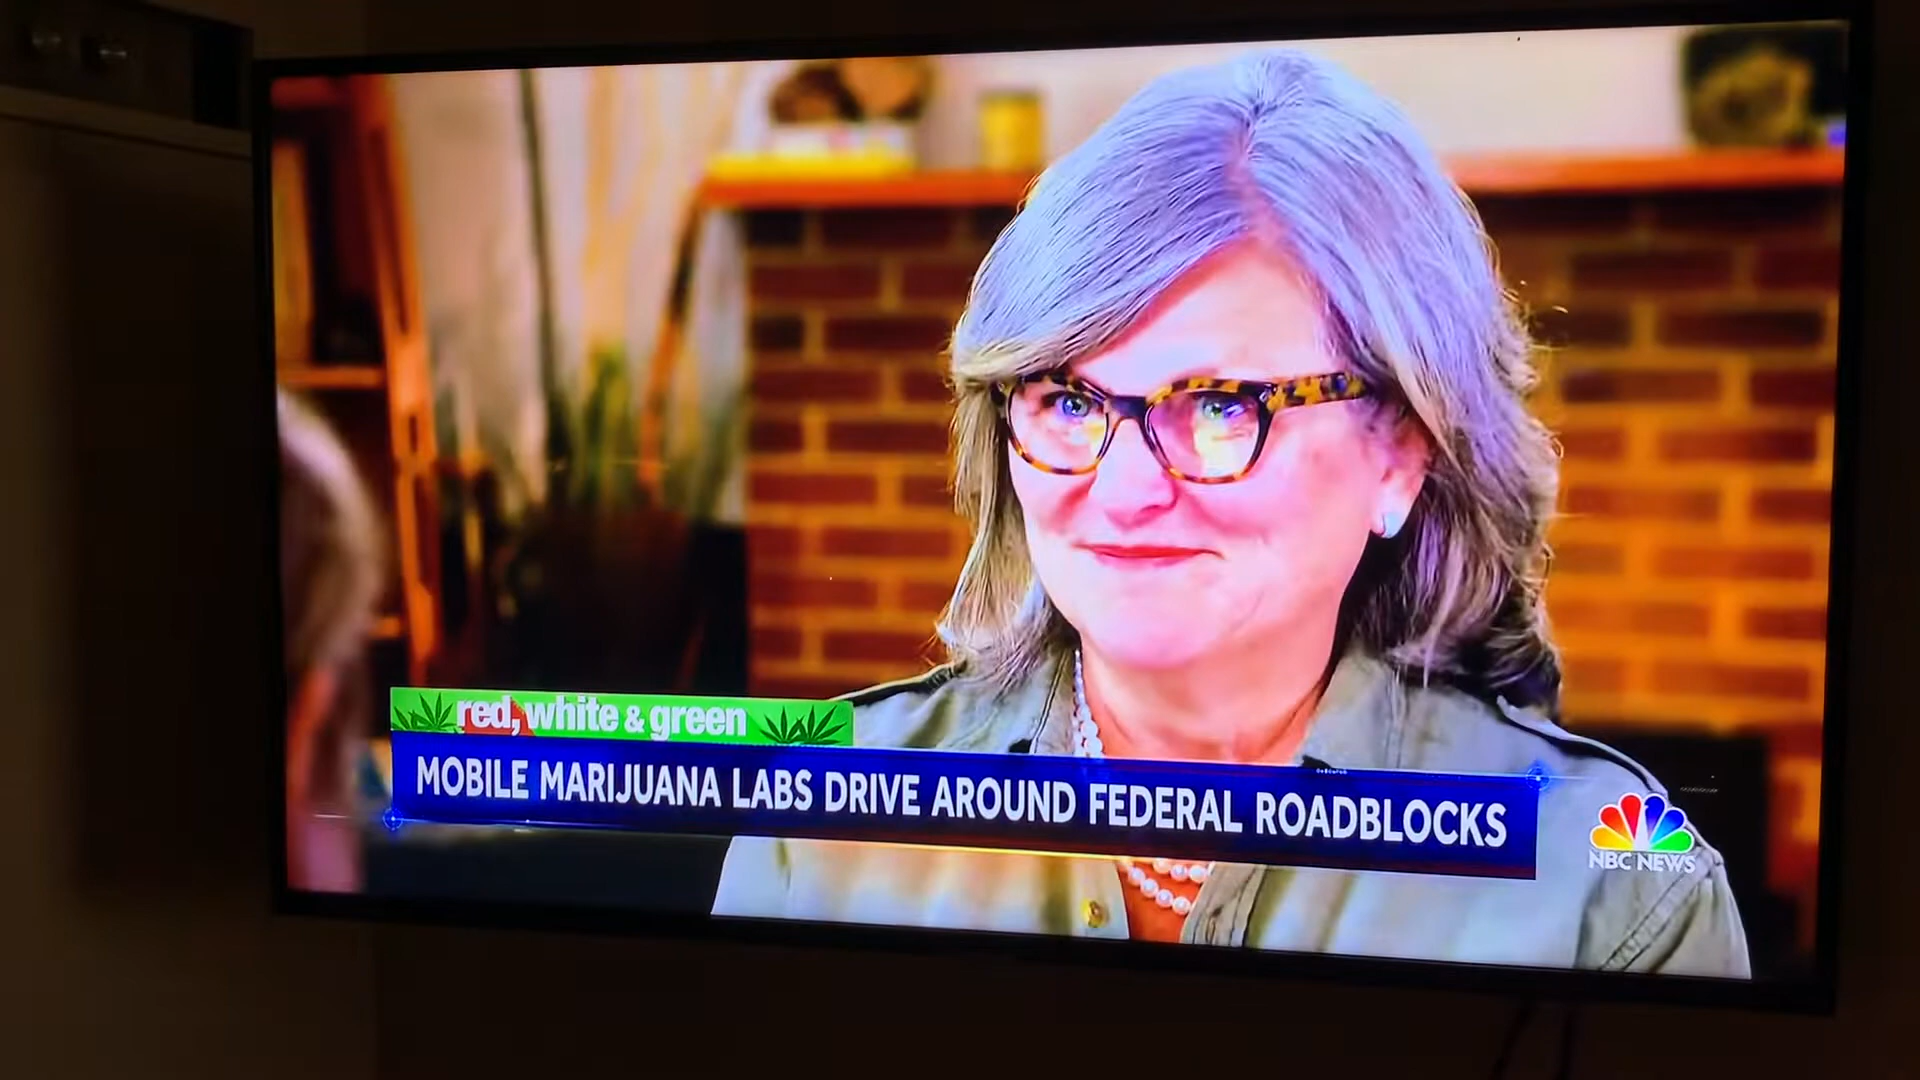 red, white & green
MOBILE MARIJUANA LABS DRIVE AROUND FEDERAL ROADBLOCKS
NBC NEWS